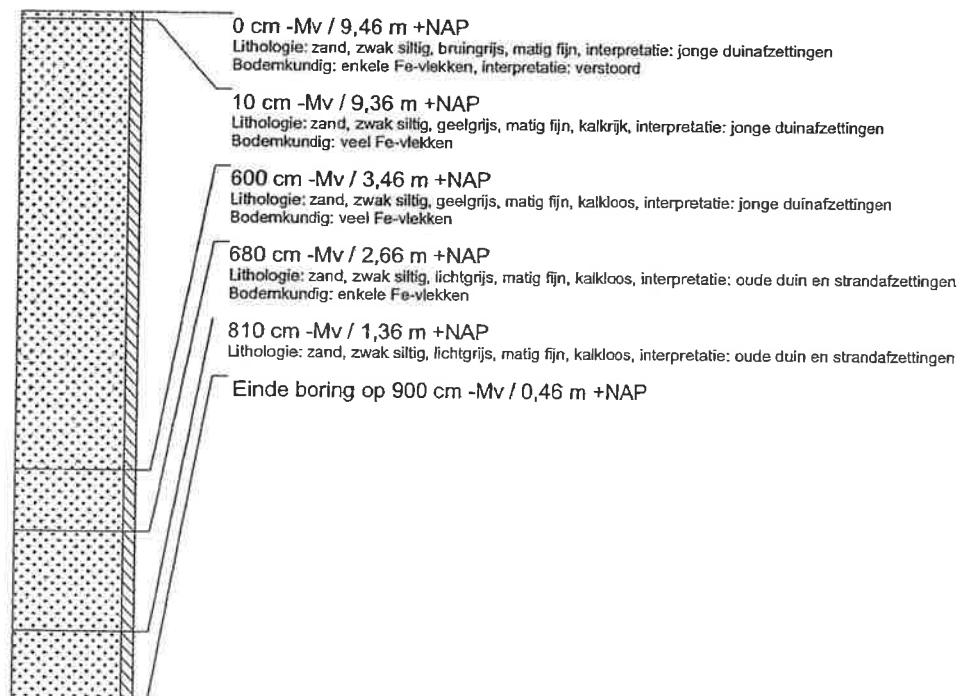 0 cm -Mv / 9,46 m +NAP
Lithologie: zand, zwak siltig, bruingrijs, matig fijn, interpretatie: jonge duinafzettingen
Bodemkundig: enkele Fe-vlekken, interpretatie: verstoord
10 cm -Mv / 9,36 m +NAP
Lithologie: zand, zwak siltig, geelgrijs, matig fijn, kalkrijk, interpretatie: jonge duinafzettingen
Bodemkundig: veel Fe-vlekken
600 cm -Mv / 3,46 m +NAP
Lithologie: zand, zwak siltig, geelgrijs, matig fijn, kalkloos, interpretatie: jonge duinafzettingen
Bodemkundig: veel Fe-vlekken
680 cm -Mv / 2,66 m +NAP
Lithologie: zand, zwak siltig, lichtgrijs, matig fijn, kalkloos, interpretatie: oude duin en strandafzettingen
Bodemkundig: enkele Fe-vlekken
810 cm -Mv / 1,36 m +NAP
Lithologie: zand, zwak siltig, lichtgrijs, matig fijn, kalkloos, interpretatie: oude duin en strandafzettingen
Einde boring op 900 cm -Mv / 0,46 m +NAP